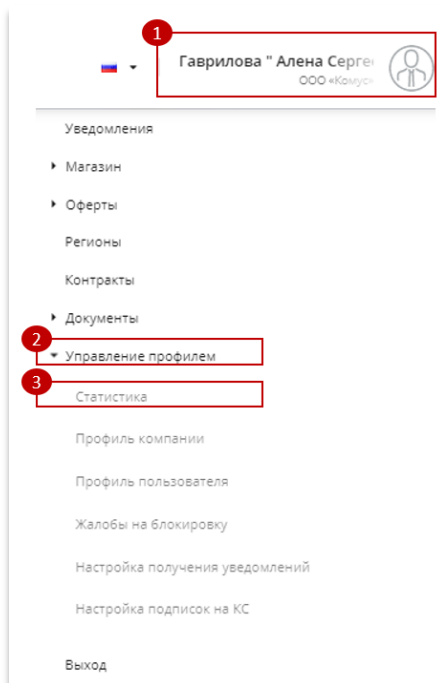 1
Гаврилова " Алена Серге
ООО «Комус»
Уведомления
Магазин
Оферты
Регионы
Контракты
Документы
2
Управление профилем
3
Статистика
Профиль компании
Профиль пользователя
Жалобы на блокировку
Настройка получения уведомлений
Настройка подписок на КС
Выход